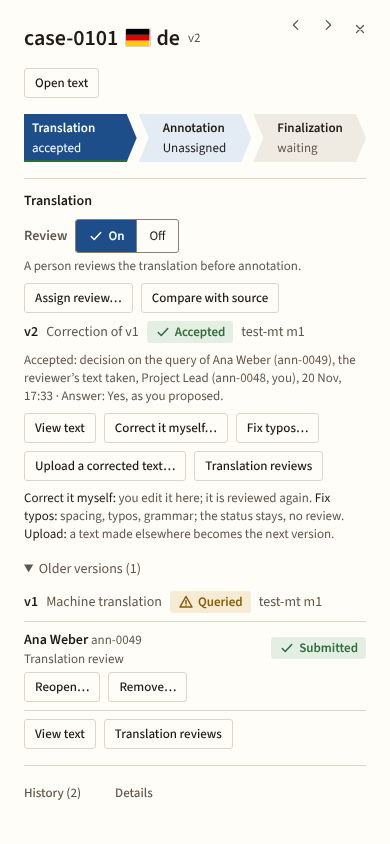 case-0101 de v2
Open text
Translation
accepted
Annotation
Unassigned
Finalization
waiting
Translation
Review On Off
A person reviews the translation before annotation.
Assign review… Compare with source
v2 Correction of v1 Accepted test-mt m1
Accepted: decision on the query of Ana Weber (ann-0049), the
reviewer's text taken, Project Lead (ann-0048, you), 20 Nov,
17:33 · Answer: Yes, as you proposed.
View text Correct it myself… Fix typos…
Upload a corrected text… Translation reviews
Correct it myself: you edit it here; it is reviewed again. Fix
typos: spacing, typos, grammar; the status stays, no review.
Upload: a text made elsewhere becomes the next version.
Older versions (1)
v1 Machine translation Queried test-mt m1
Ana Weber ann-0049
Translation review
Submitted
Reopen… Remove…
View text Translation reviews
History (2) Details